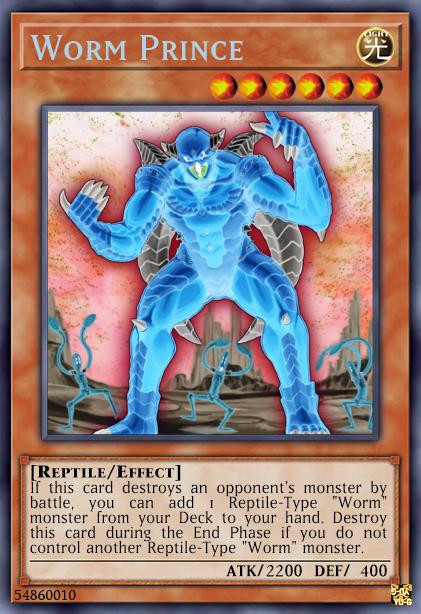 Worm Prince
LIGHT
光
[Reptile/Effect]
If this card destroys an opponent's monster by
battle, you can add 1 Reptile-Type "Worm"
monster from your Deck to your hand. Destroy
this card during the End Phase if you do not
control another Reptile-Type "Worm" monster.
ATK/2200 DEF/ 400
54860010